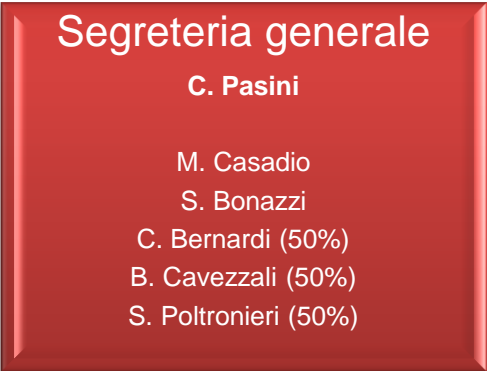 Segreteria generale
C. Pasini
M. Casadio
S. Bonazzi
C. Bernardi (50%)
B. Cavezzali (50%)
S. Poltronieri (50%)